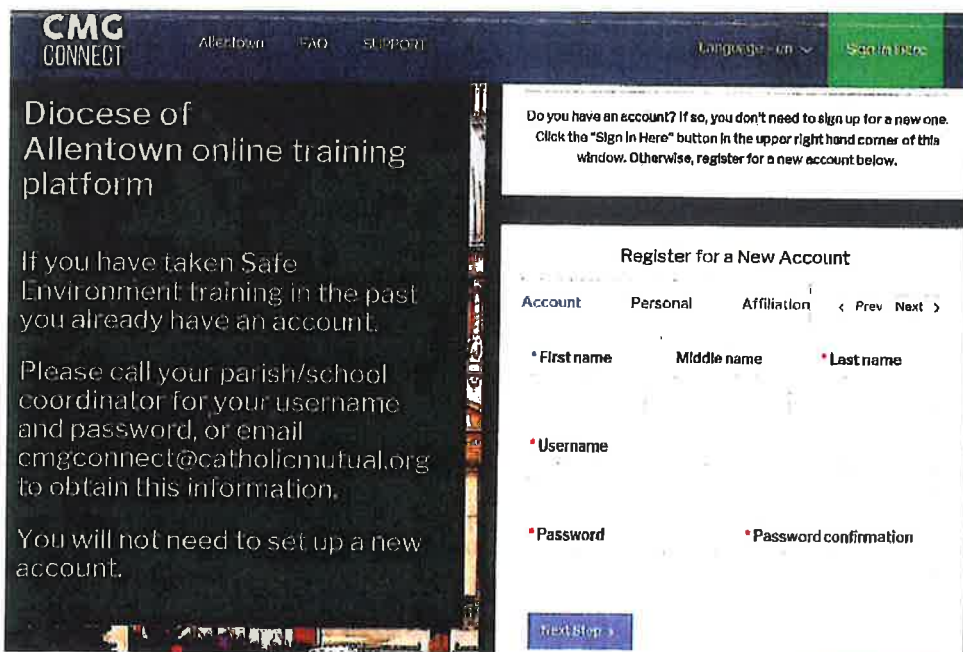 CMG
CONNECT
Allentown FAQ SUPPORT
Language - en
Sign In Here
Diocese of
Allentown online training
platform
If you have taken Safe
Environment training in the past
you already have an account.
Please call your parish/school
coordinator for your username
and password, or email
cmgconnect@catholicmutual.org
to obtain this information.
You will not need to set up a new
account.
Do you have an account? If so, you don't need to sign up for a new one.
Click the "Sign in Here" button in the upper right hand corner of this
window. Otherwise, register for a new account below.
Register for a New Account
Account Personal Affiliation < Prev Next >
* First name Middle name * Last name
* Username
* Password * Password confirmation
Next Step >